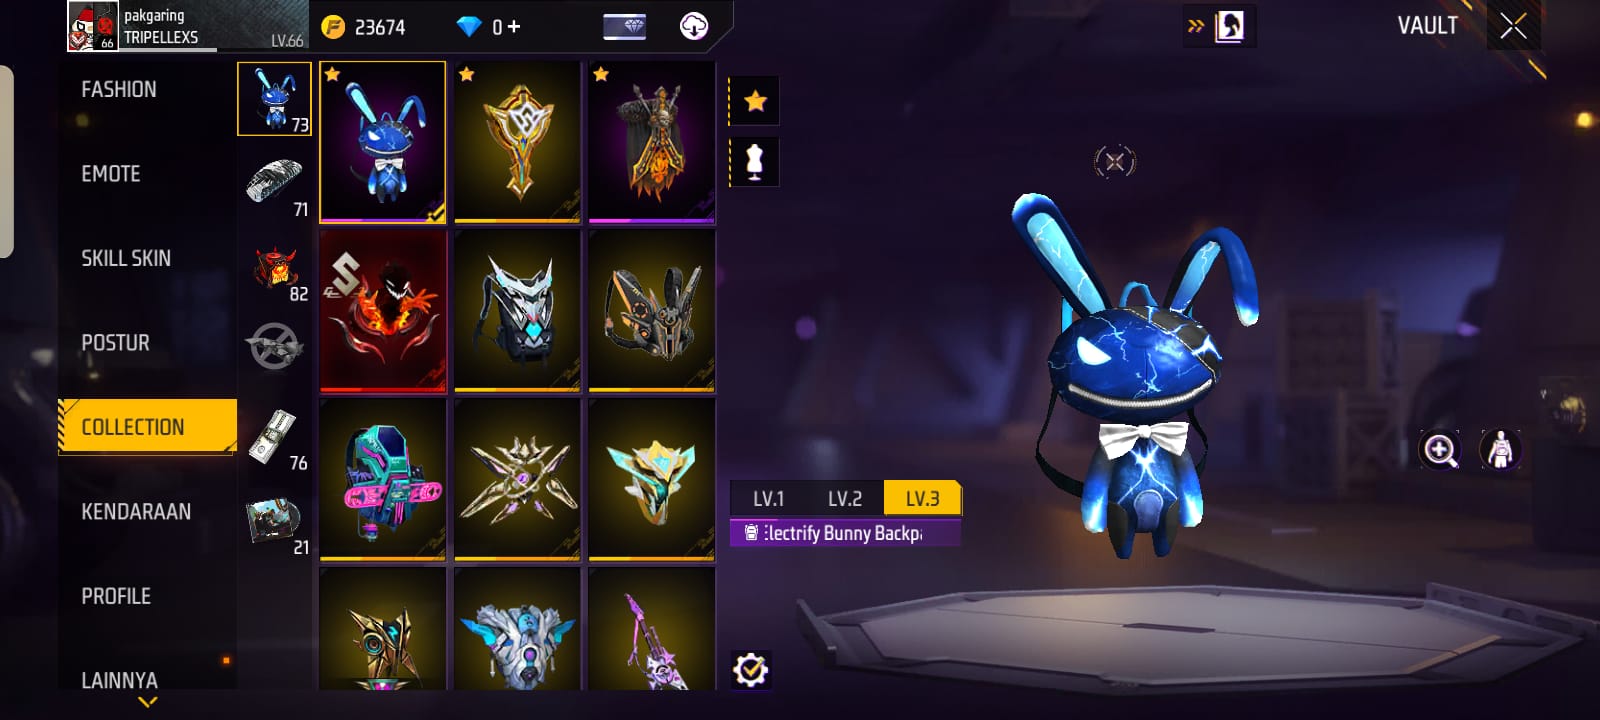 pakgaring
66
TRIPELLEXS
LV.66
23674
0+
VAULT
FASHION
73
EMOTE
71
SKILL SKIN
82
POSTUR
COLLECTION
76
KENDARAAN
21
PROFILE
LAINNYA
LV.1
LV.2
LV.3
lectrify Bunny Backp